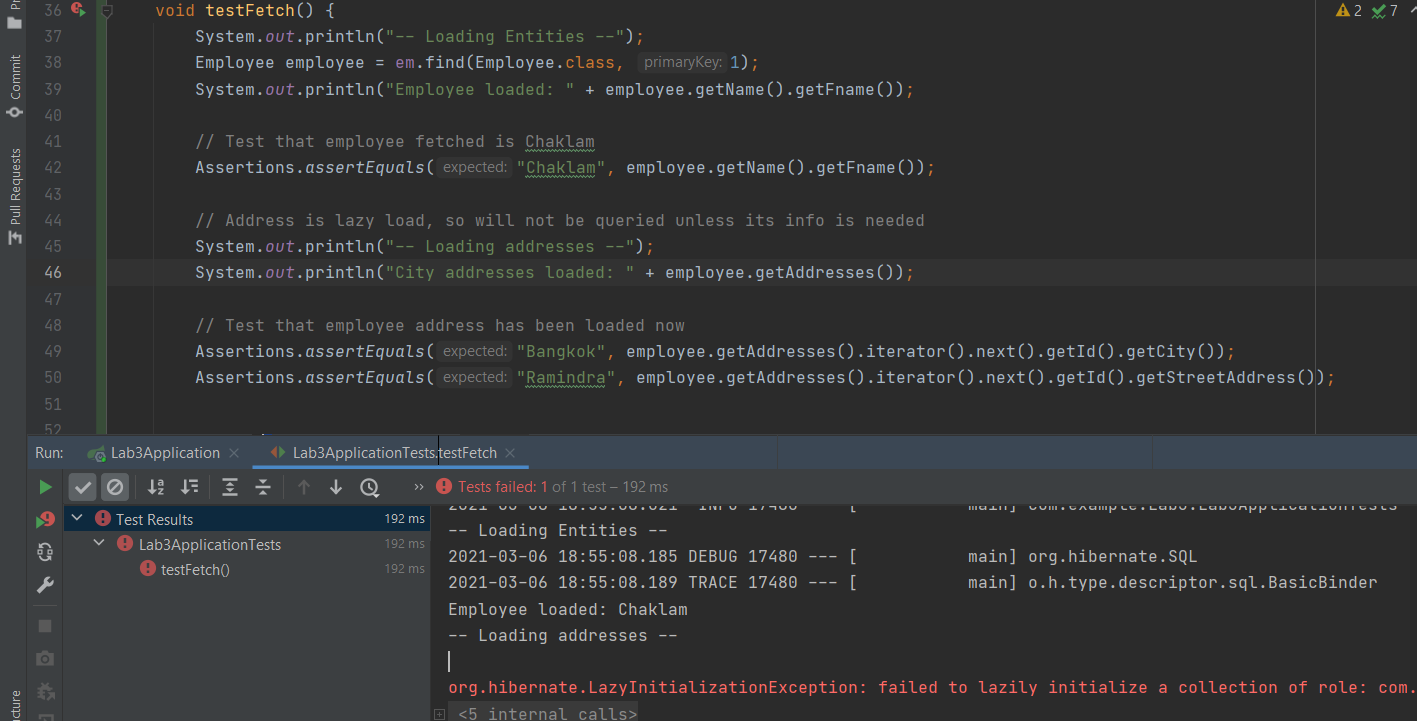 Commit
Pull Requests
ucture
2 7
36 void testFetch() {
37 System.out.println("-- Loading Entities --");
38 Employee employee = em.find(Employee.class, primaryKey: 1);
39 System.out.println("Employee loaded: " + employee.getName().getFname());
40
41 // Test that employee fetched is Chaklam
42 Assertions.assertEquals( expected: "Chaklam", employee.getName().getFname());
43
44 // Address is lazy load, so will not be queried unless its info is needed
45 System.out.println("-- Loading addresses --");
46 System.out.println("City addresses loaded: " + employee.getAddresses());
47
48 // Test that employee address has been loaded now
49 Assertions.assertEquals( expected: "Bangkok", employee.getAddresses().iterator().next().getId().getCity());
50 Assertions.assertEquals( expected: "Ramindra", employee.getAddresses().iterator().next().getId().getStreetAddress());
51
52
Run: Lab3Application Lab3ApplicationTests.testFetch
Tests failed: 1 of 1 test – 192 ms
Test Results 192 ms
Lab3ApplicationTests 192 ms
testFetch() 192 ms
-- Loading Entities --
2021-03-06 18:55:08.185 DEBUG 17480 --- [ main] org.hibernate.SQL
2021-03-06 18:55:08.189 TRACE 17480 --- [ main] o.h.type.descriptor.sql.BasicBinder
Employee loaded: Chaklam
-- Loading addresses --
org.hibernate.LazyInitializationException: failed to lazily initialize a collection of role: com.
<5 internal calls>